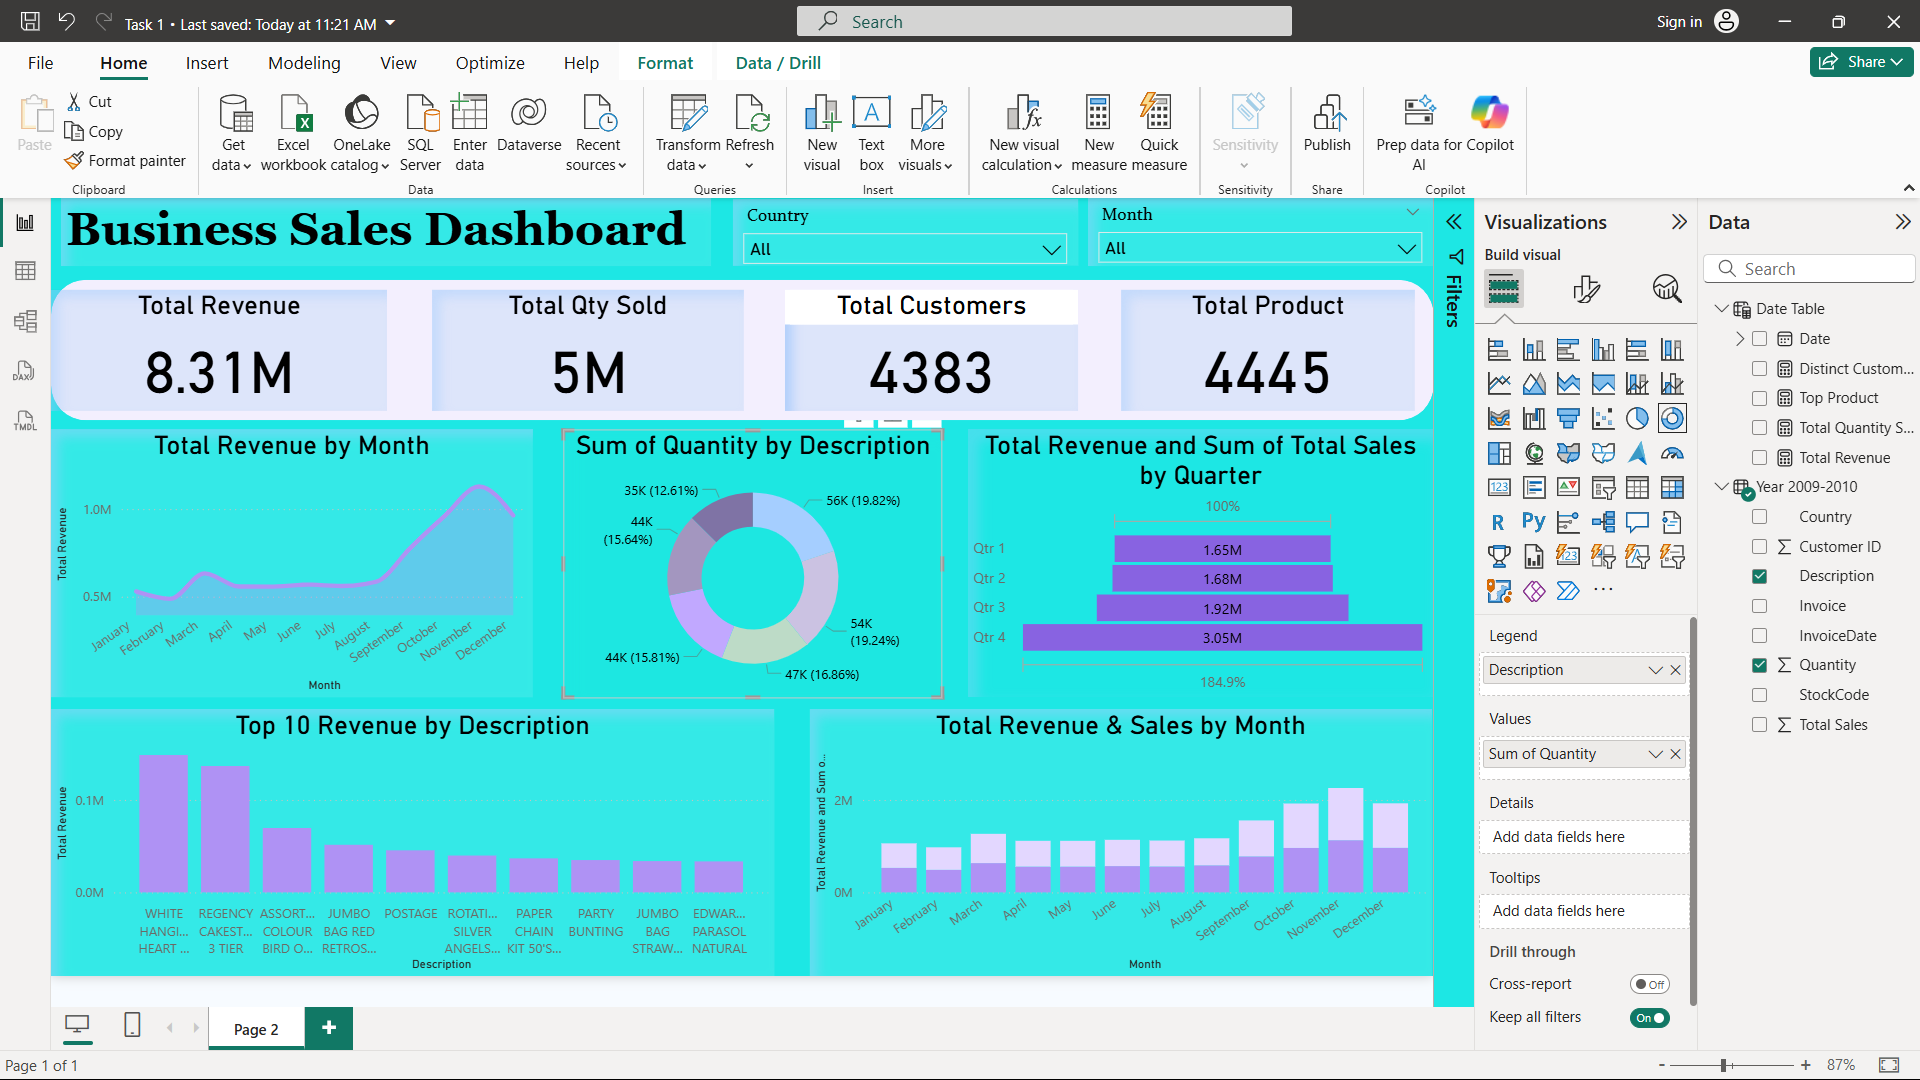 Task 1 • Last saved: Today at 11:21 AM
Search
Sign in
File
Home
Insert
Modeling
View
Optimize
Help
Format
Data / Drill
Share
Paste
Cut
Copy
Format painter
Clipboard
Get data
Excel workbook
OneLake catalog
SQL Server
Enter data
Dataverse
Recent sources
Data
Transform data
Refresh
Queries
New visual
Text box
More visuals
Insert
New visual calculation
New measure
Quick measure
Calculations
Sensitivity
Sensitivity
Publish
Share
Prep data for AI
Copilot
Copilot
DAX
TMDL
Business Sales Dashboard
Country
All
Month
All
Total Revenue
8.31M
Total Qty Sold
5M
Total Customers
4383
Total Product
4445
Total Revenue by Month
Total Revenue
1.0M
0.5M
January
February
March
April
May
June
July
August
September
October
November
December
Month
Sum of Quantity by Description
35K (12.61%)
56K (19.82%)
44K
(15.64%)
54K
(19.24%)
44K (15.81%)
47K (16.86%)
Total Revenue and Sum of Total Sales
by Quarter
100%
Qtr 1
1.65M
Qtr 2
1.68M
Qtr 3
1.92M
Qtr 4
3.05M
184.9%
Top 10 Revenue by Description
Total Revenue
0.1M
0.0M
WHITE HANGI... HEART ...
REGENCY CAKEST... 3 TIER
ASSORT... COLOUR BIRD O...
JUMBO BAG RED RETROS...
POSTAGE
ROTATI... SILVER ANGELS...
PAPER CHAIN KIT 50'S...
PARTY BUNTING
JUMBO BAG STRAW...
EDWAR... PARASOL NATURAL
Description
Total Revenue & Sales by Month
Total Revenue and Sum o...
2M
0M
January
February
March
April
May
June
July
August
September
October
November
December
Month
Filters
Visualizations
Build visual
123
R
Py
123
Legend
Description
Values
Sum of Quantity
Details
Add data fields here
Tooltips
Add data fields here
Drill through
Cross-report
Off
Keep all filters
On
Data
Search
Date Table
Date
Distinct Custom...
Top Product
Total Quantity S...
Total Revenue
Year 2009-2010
Country
Customer ID
Description
Invoice
InvoiceDate
Quantity
StockCode
Total Sales
Page 2
Page 1 of 1
87%